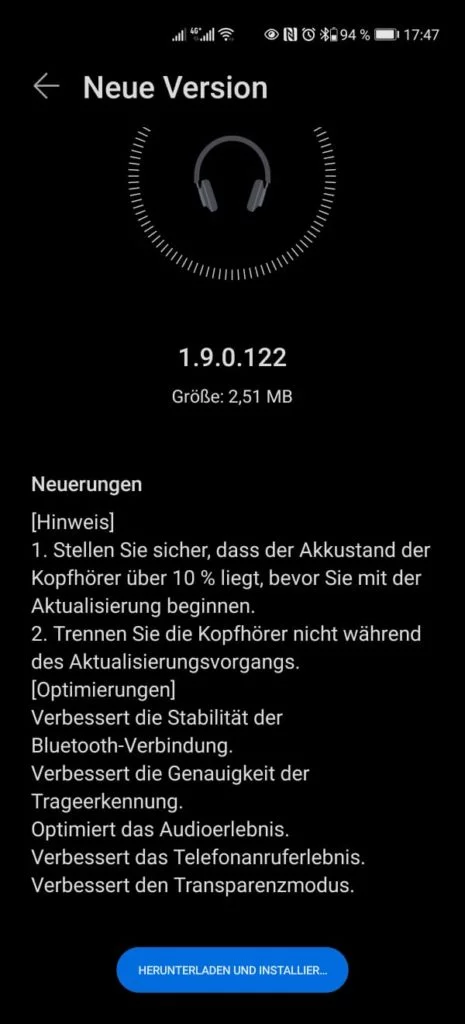 4G+ 94 % 17:47
Neue Version
1.9.0.122
Größe: 2,51 MB
Neuerungen
[Hinweis]
1. Stellen Sie sicher, dass der Akkustand der
Kopfhörer über 10 % liegt, bevor Sie mit der
Aktualisierung beginnen.
2. Trennen Sie die Kopfhörer nicht während
des Aktualisierungsvorgangs.
[Optimierungen]
Verbessert die Stabilität der
Bluetooth-Verbindung.
Verbessert die Genauigkeit der
Trageerkennung.
Optimiert das Audioerlebnis.
Verbessert das Telefonanruferlebnis.
Verbessert den Transparenzmodus.
HERUNTERLADEN UND INSTALLIER…